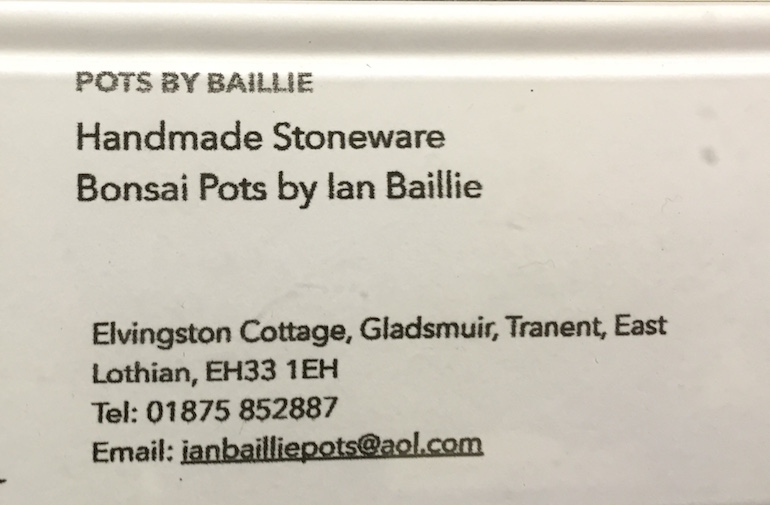 POTS BY BAILLIE
Handmade Stoneware
Bonsai Pots by Ian Baillie
Elvingston Cottage, Gladsmuir, Tranent, East
Lothian, EH33 1EH
Tel: 01875 852887
Email: ianbailliepots@aol.com